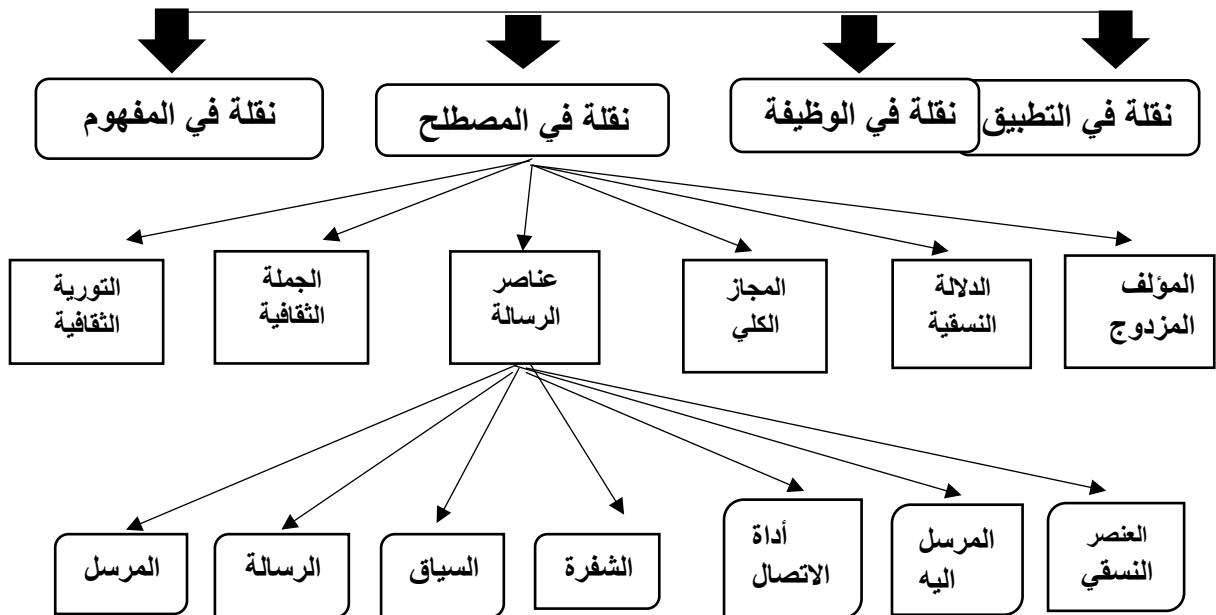 نقلة في التطبيق
نقلة في الوظيفة
نقلة في المصطلح
نقلة في المفهوم
المؤلف
المزدوج
الدلالة
النسقية
المجاز
الكلي
عناصر
الرسالة
الجملة
الثقافية
التورية
الثقافية
العنصر
النسقي
المرسل
اليه
أداة
الاتصال
الشفرة
السياق
الرسالة
المرسل